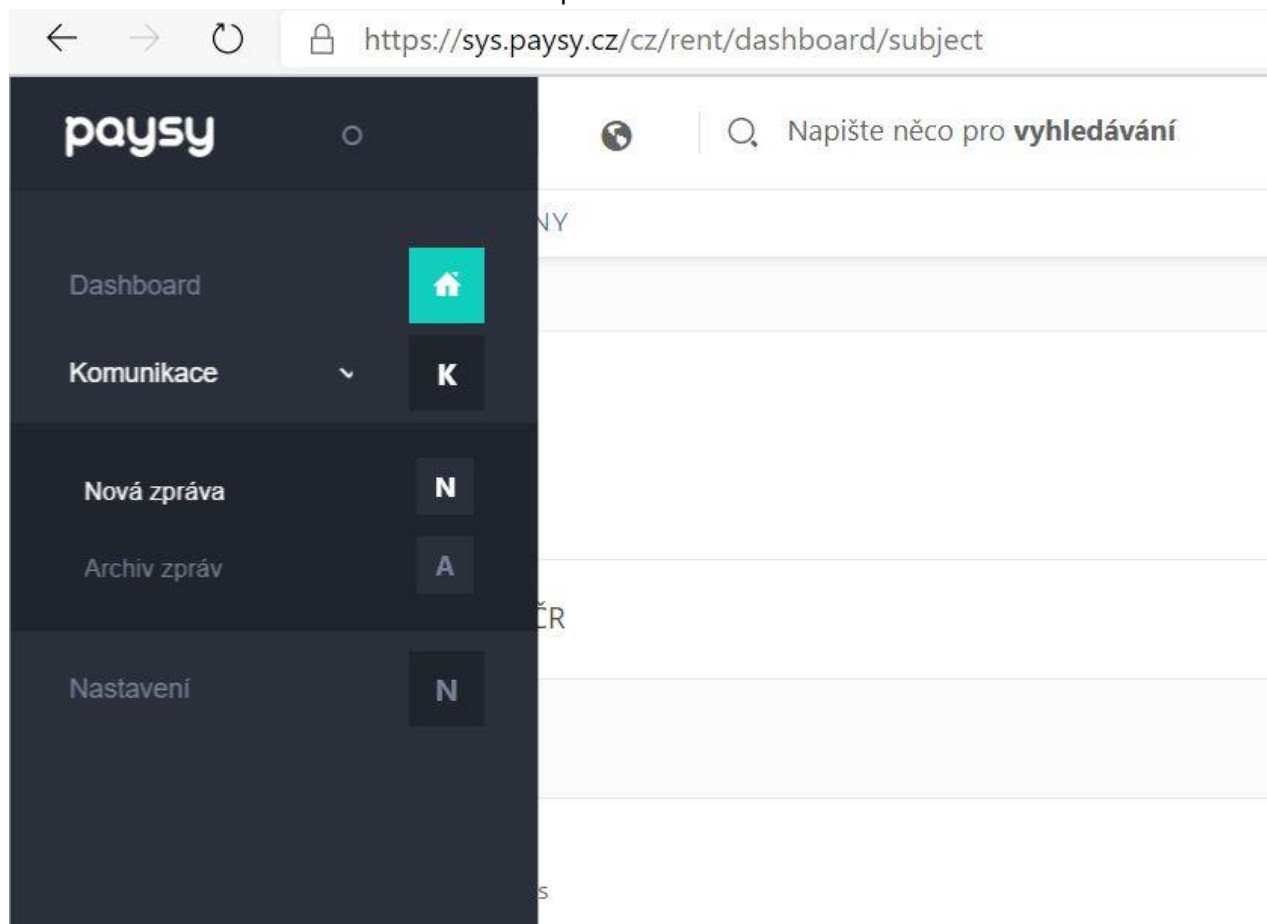 https://sys.paysy.cz/cz/rent/dashboard/subject
paysy
Napište něco pro vyhledávání
NY
Dashboard
Komunikace K
Nová zpráva N
Archiv zpráv A
ČR
Nastavení N
s